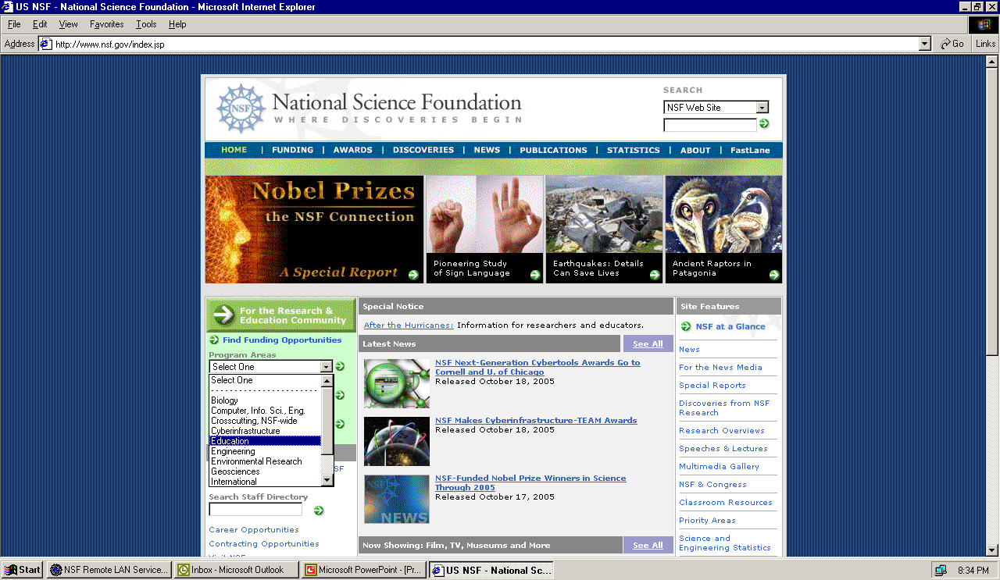 US NSF - National Science Foundation - Microsoft Internet Explorer
File Edit View Favorites Tools Help
Address http://www.nsf.gov/index.jsp Go Links
NSF
National Science Foundation
WHERE DISCOVERIES BEGIN
SEARCH
NSF Web Site
HOME | FUNDING | AWARDS | DISCOVERIES | NEWS | PUBLICATIONS | STATISTICS | ABOUT | FastLane
Nobel Prizes
the NSF Connection
A Special Report
Pioneering Study
of Sign Language
Earthquakes: Details
Can Save Lives
Ancient Raptors in
Patagonia
For the Research &
Education Community
Find Funding Opportunities
Program Areas
Select One
Select One
- - - - - - - - - - - - - - - - - - - -
Biology
Computer, Info. Sci., Eng.
Crosscutting, NSF-wide
Cyberinfrastructure
Education
Engineering
Environmental Research
Geosciences
International
SF
Search Staff Directory
Career Opportunities
Contracting Opportunities
Visit NSF
Special Notice
After the Hurricanes: Information for researchers and educators.
Latest News See All
NSF Next-Generation Cybertools Awards Go to
Cornell and U. of Chicago
Released October 18, 2005
NSF Makes Cyberinfrastructure-TEAM Awards
Released October 18, 2005
NSF-Funded Nobel Prize Winners in Science
Through 2005
Released October 17, 2005
NSF
NEWS
Now Showing: Film, TV, Museums and More See All
Site Features
NSF at a Glance
News
For the News Media
Special Reports
Discoveries from NSF
Research
Research Overviews
Speeches & Lectures
Multimedia Gallery
NSF & Congress
Classroom Resources
Priority Areas
Science and
Engineering Statistics
Start NSF Remote LAN Service... Inbox - Microsoft Outlook Microsoft PowerPoint - [Pr... US NSF - National Sc... 8:34 PM